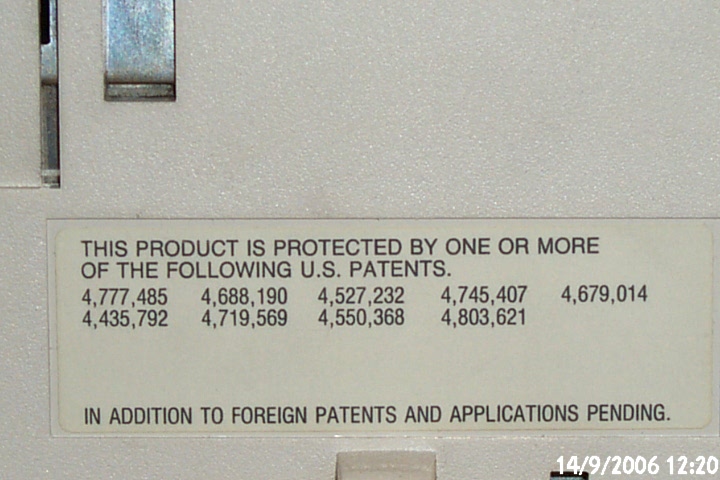 THIS PRODUCT IS PROTECTED BY ONE OR MORE
OF THE FOLLOWING U.S. PATENTS.
4,777,485 4,688,190 4,527,232 4,745,407 4,679,014
4,435,792 4,719,569 4,550,368 4,803,621
IN ADDITION TO FOREIGN PATENTS AND APPLICATIONS PENDING.
14/9/2006 12:20